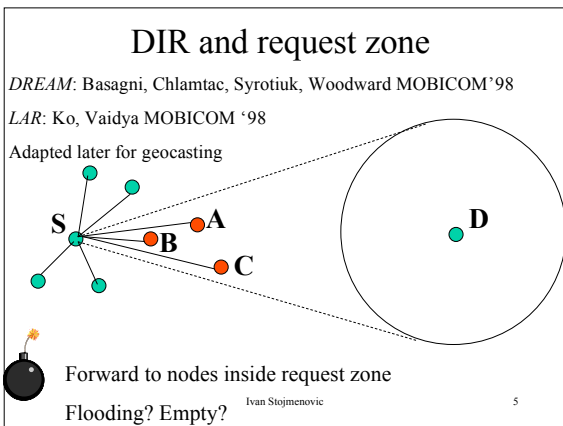 DIR and request zone
DREAM: Basagni, Chlamtac, Syrotiuk, Woodward MOBICOM’98
LAR: Ko, Vaidya MOBICOM ‘98
Adapted later for geocasting
S
A
B
C
D
Forward to nodes inside request zone
Flooding? Empty?
Ivan Stojmenovic
5